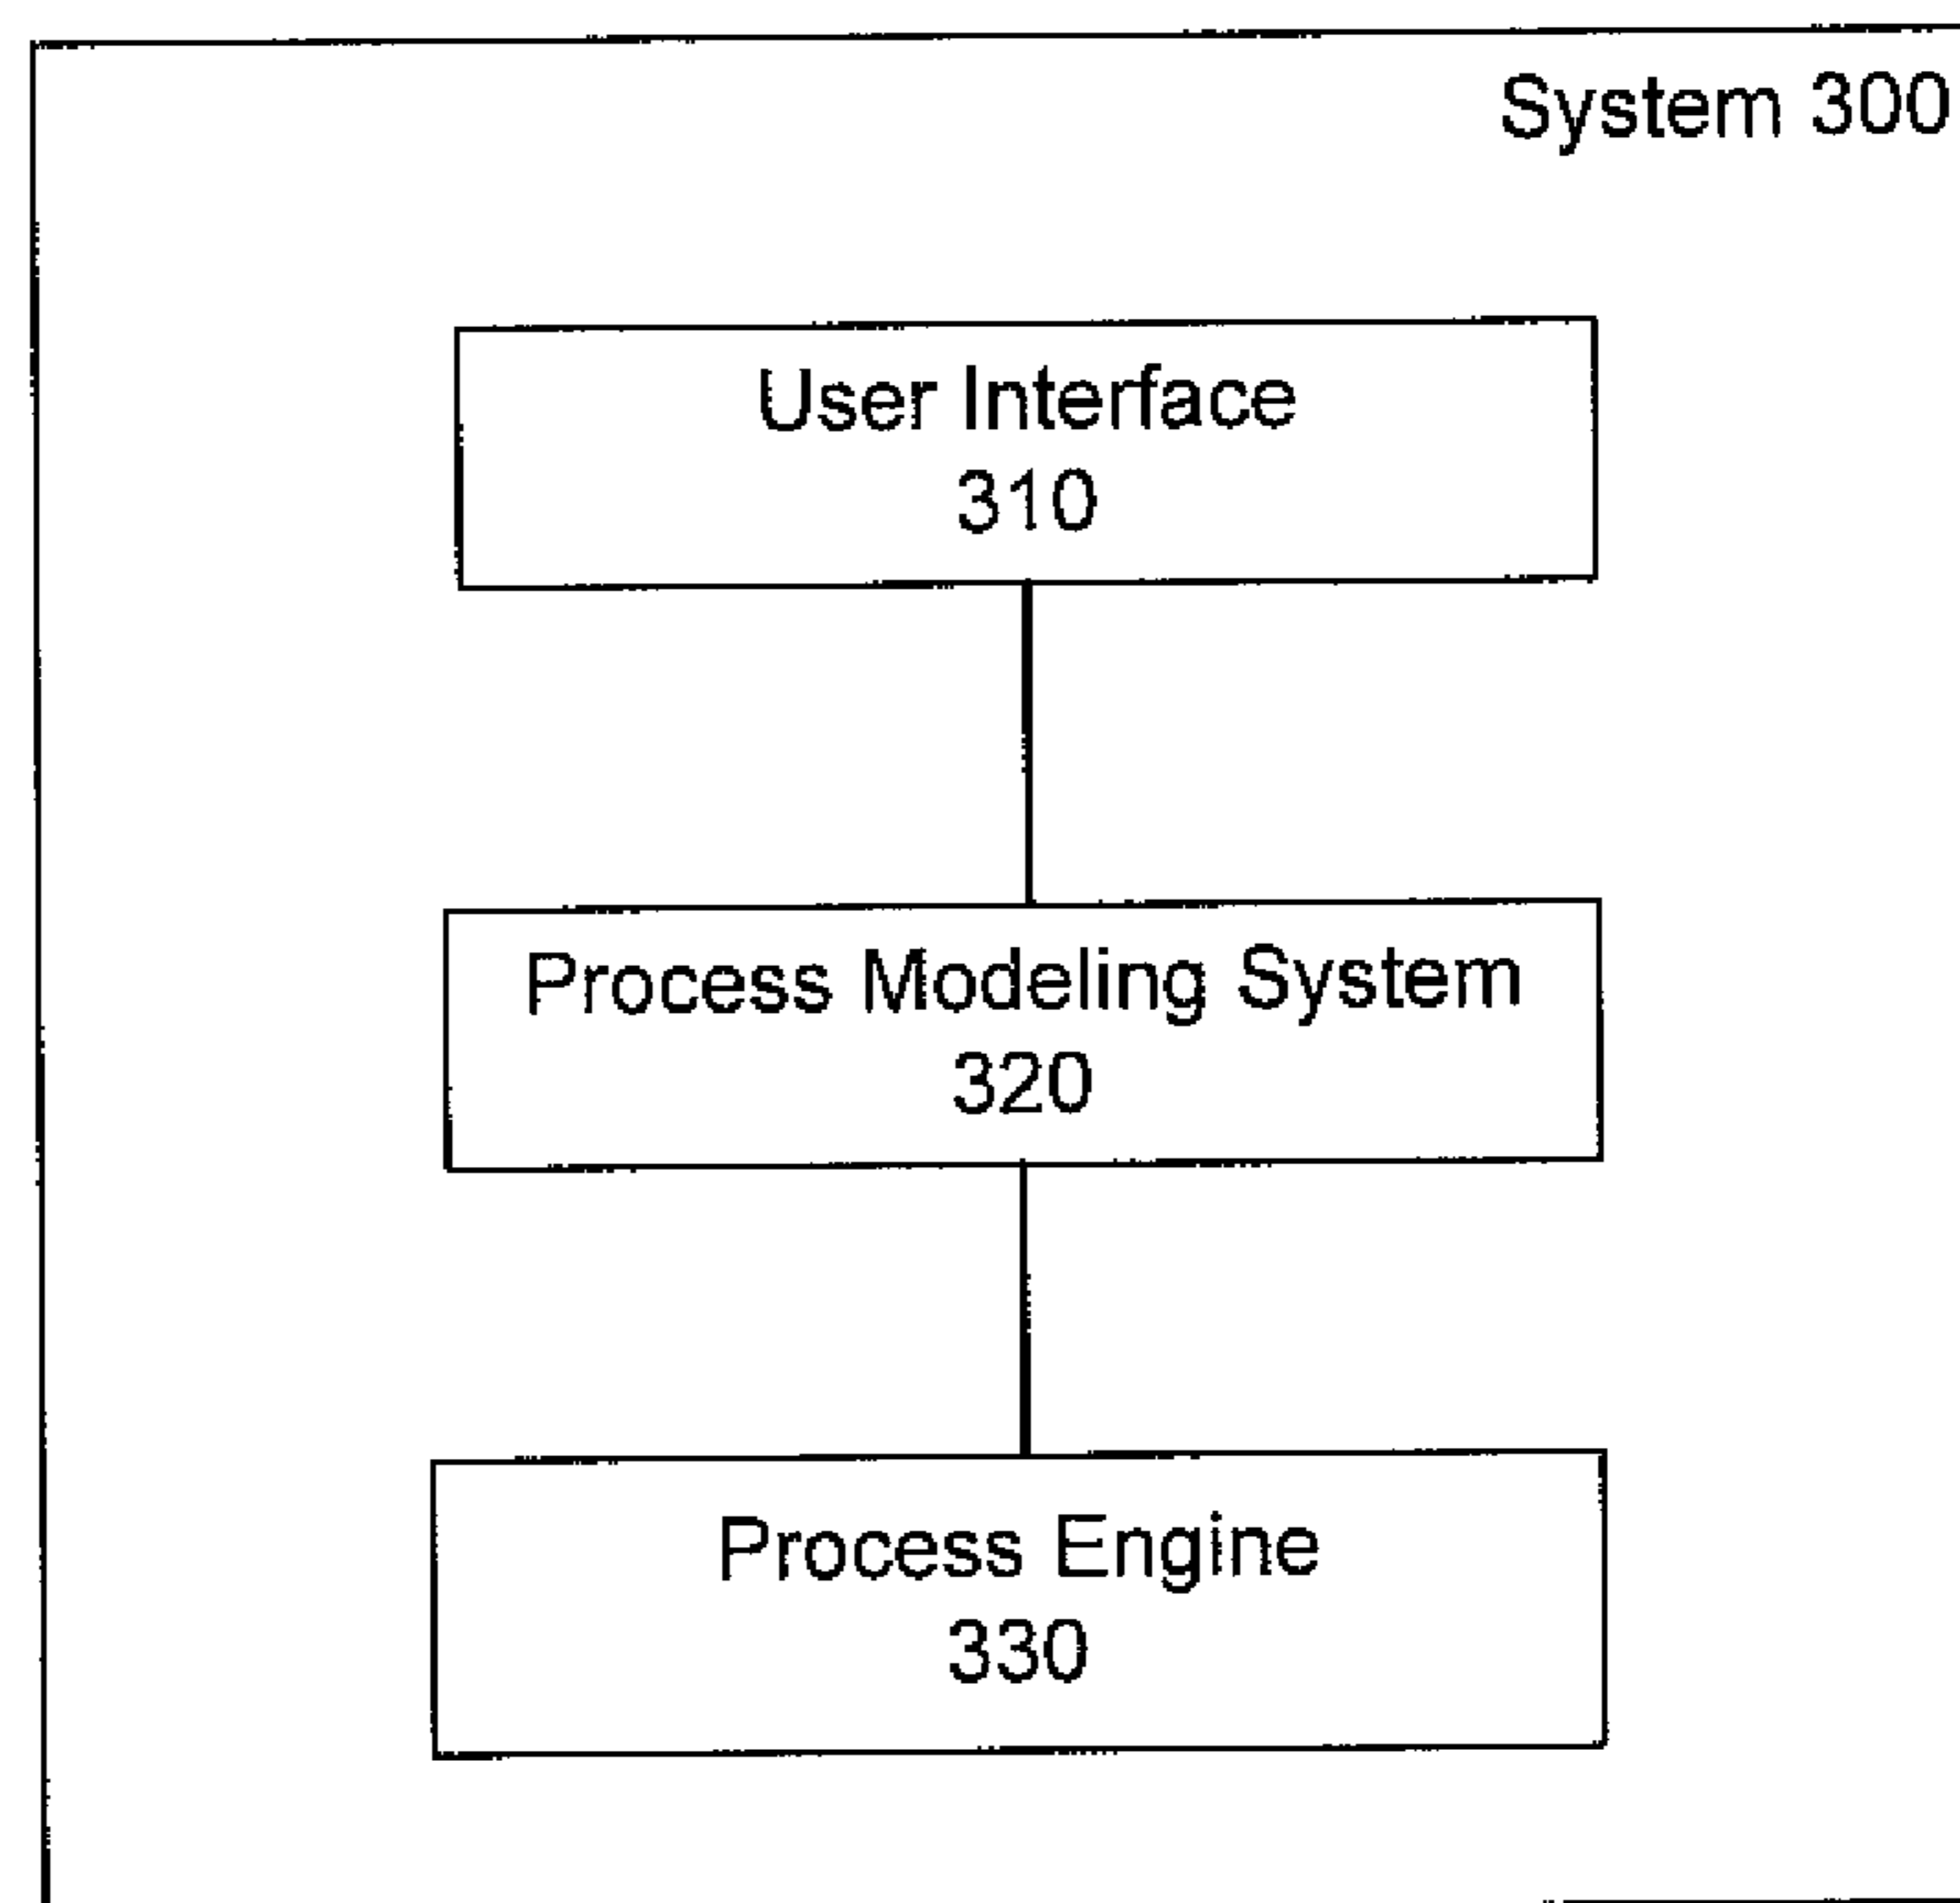 System 300
User Interface
310
Process Modeling System
320
Process Engine
330